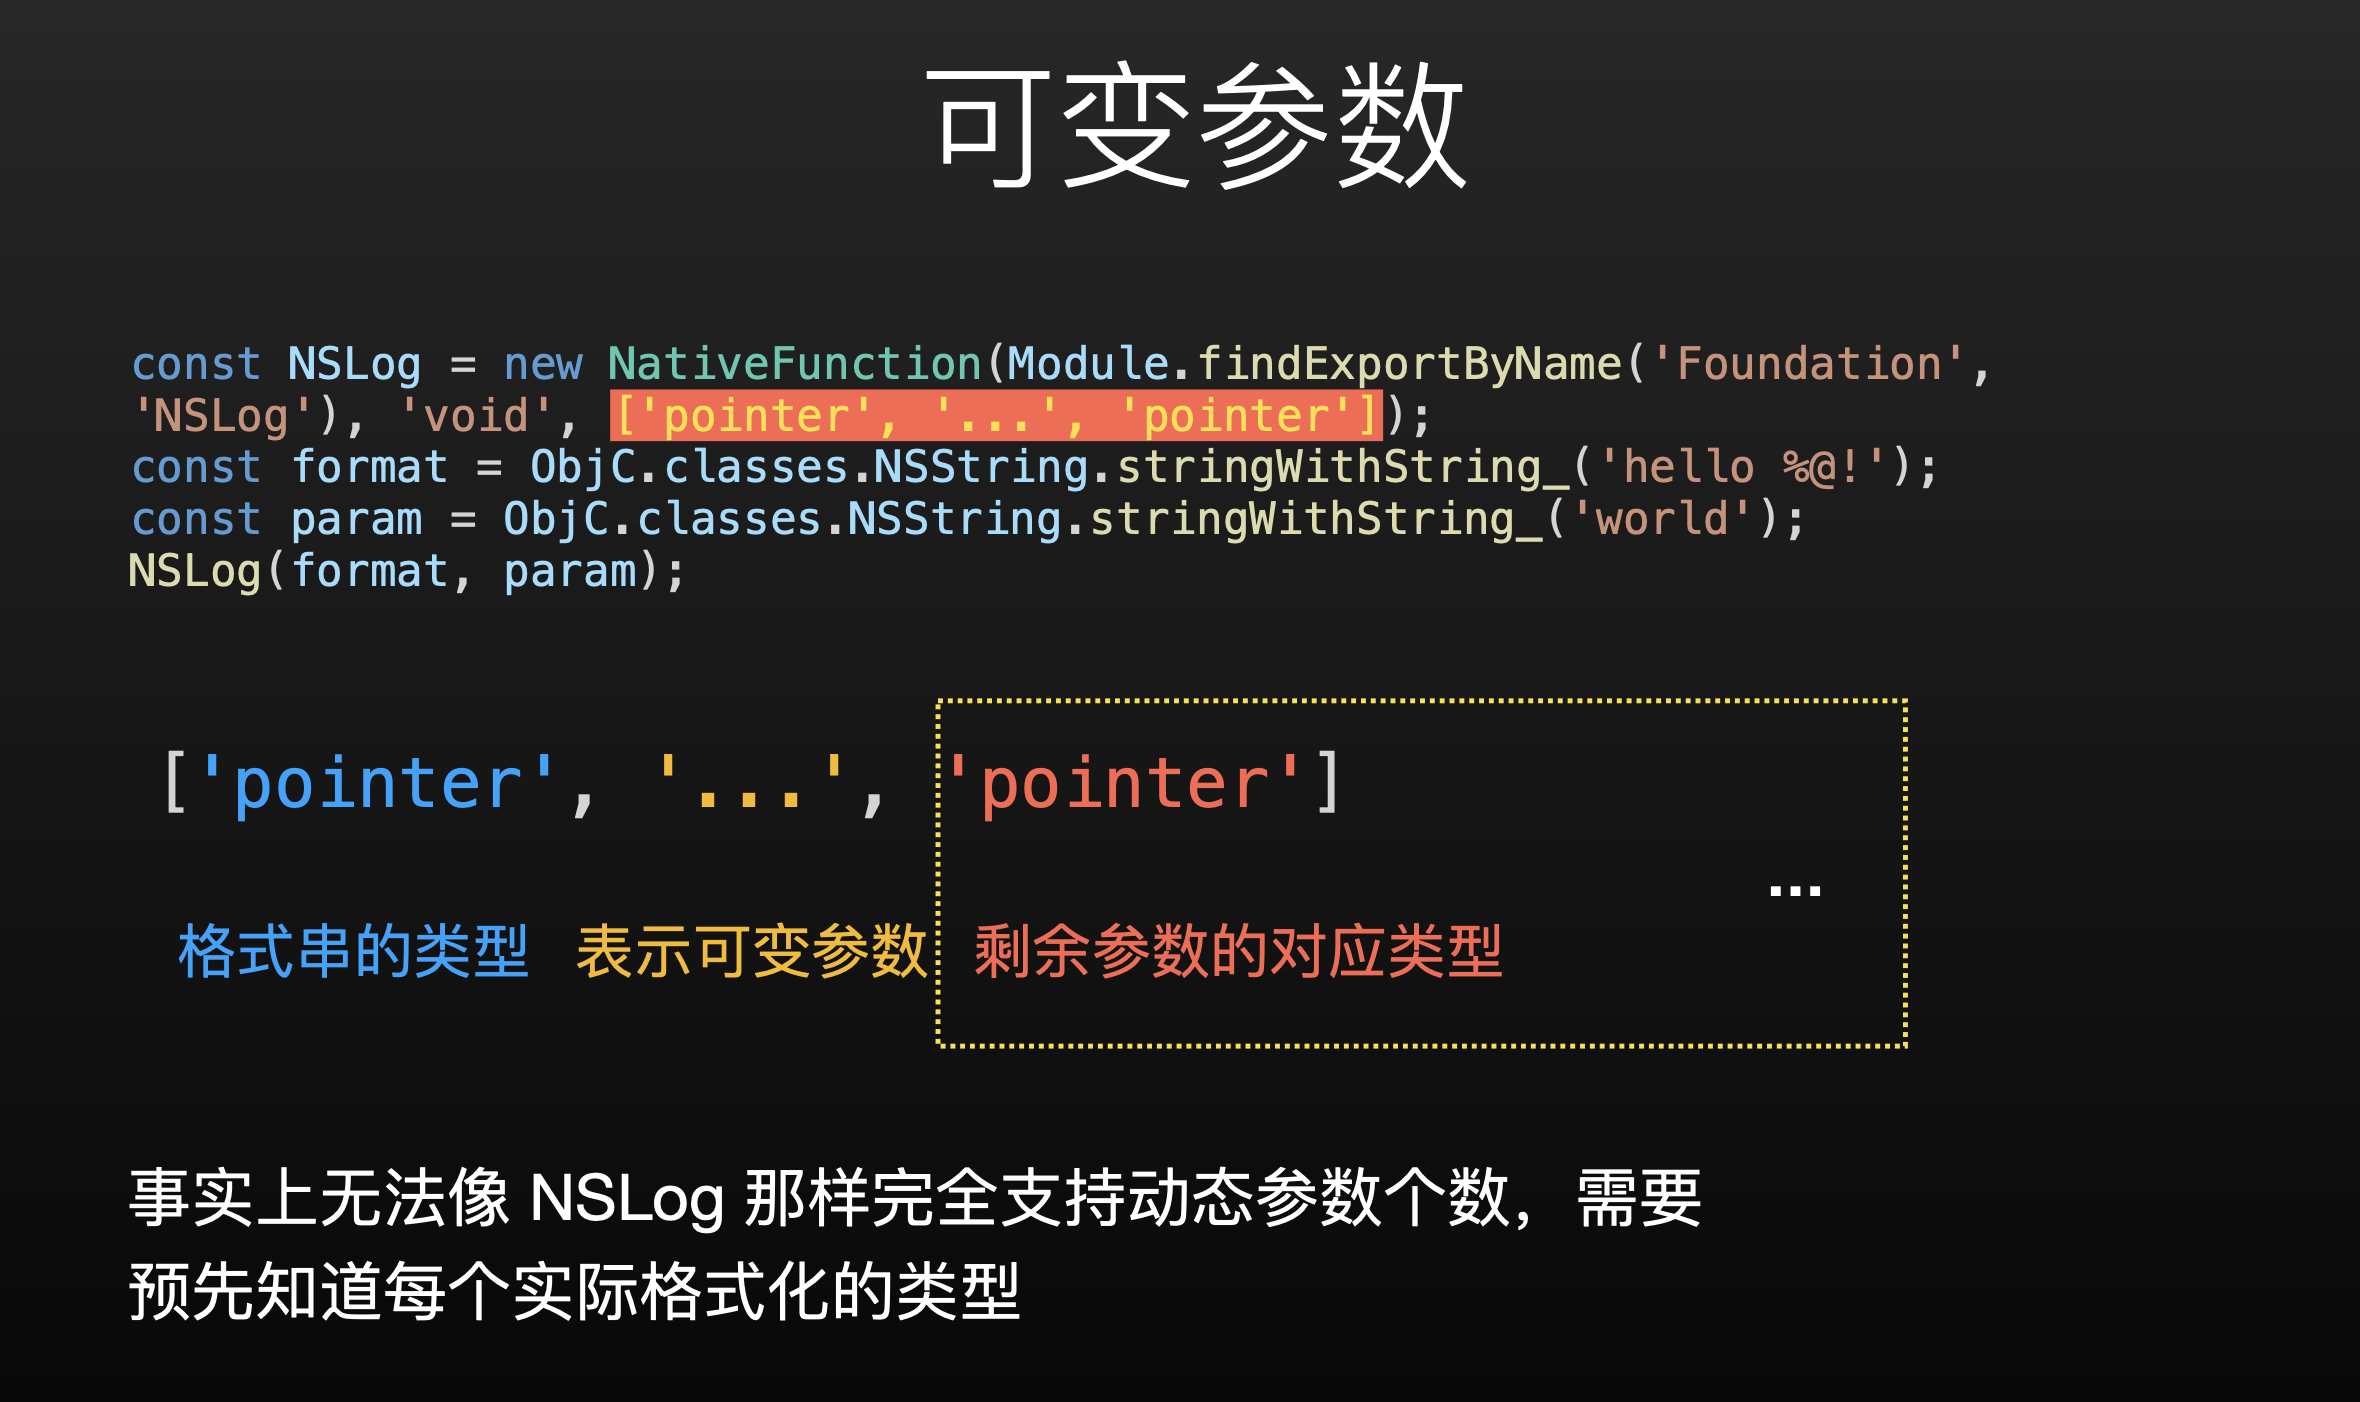 可变参数
const NSLog = new NativeFunction(Module.findExportByName('Foundation',
'NSLog'), 'void', ['pointer', '...', 'pointer']);
const format = ObjC.classes.NSString.stringWithString_('hello %@!');
const param = ObjC.classes.NSString.stringWithString_('world');
NSLog(format, param);
['pointer', '...', 'pointer']
...
格式串的类型 表示可变参数 剩余参数的对应类型
事实上无法像 NSLog 那样完全支持动态参数个数，需要
预先知道每个实际格式化的类型